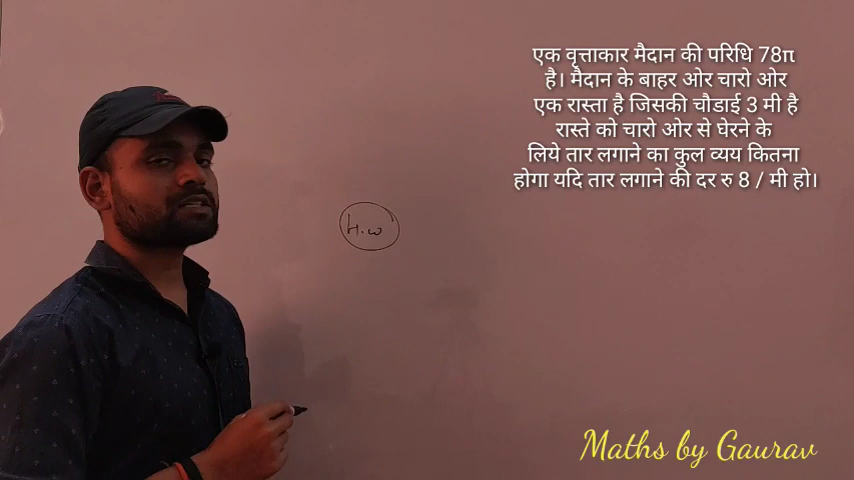 एक वृत्ताकार मैदान की परिधि 78π
है। मैदान के बाहर ओर चारो ओर
एक रास्ता है जिसकी चौडाई 3 मी है
रास्ते को चारो ओर से घेरने के
लिये तार लगाने का कुल व्यय कितना
होगा यदि तार लगाने की दर रु 8 / मी हो।
H.w
Maths by Gaurav